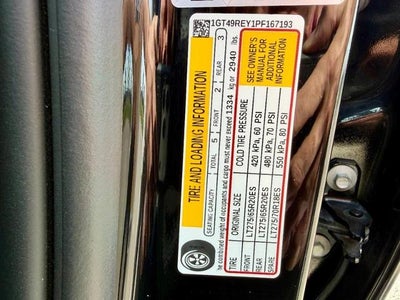 1GT49REY1PF167193
TIRE AND LOADING INFORMATION
SEATING CAPACITY TOTAL 5 FRONT 2 REAR 3
be combined weight of occupants and cargo must never exceed 1334 kg or 2940 lbs.
TIRE ORIGINAL SIZE COLD TIRE PRESSURE
FRONT LT275/65R20ES 420 kPa, 60 PSI
REAR LT275/65R20ES 480 kPa, 70 PSI
SPARE LT275/70R18ES 550 kPa, 80 PSI
SEE OWNER'S
MANUAL FOR
ADDITIONAL
INFORMATION